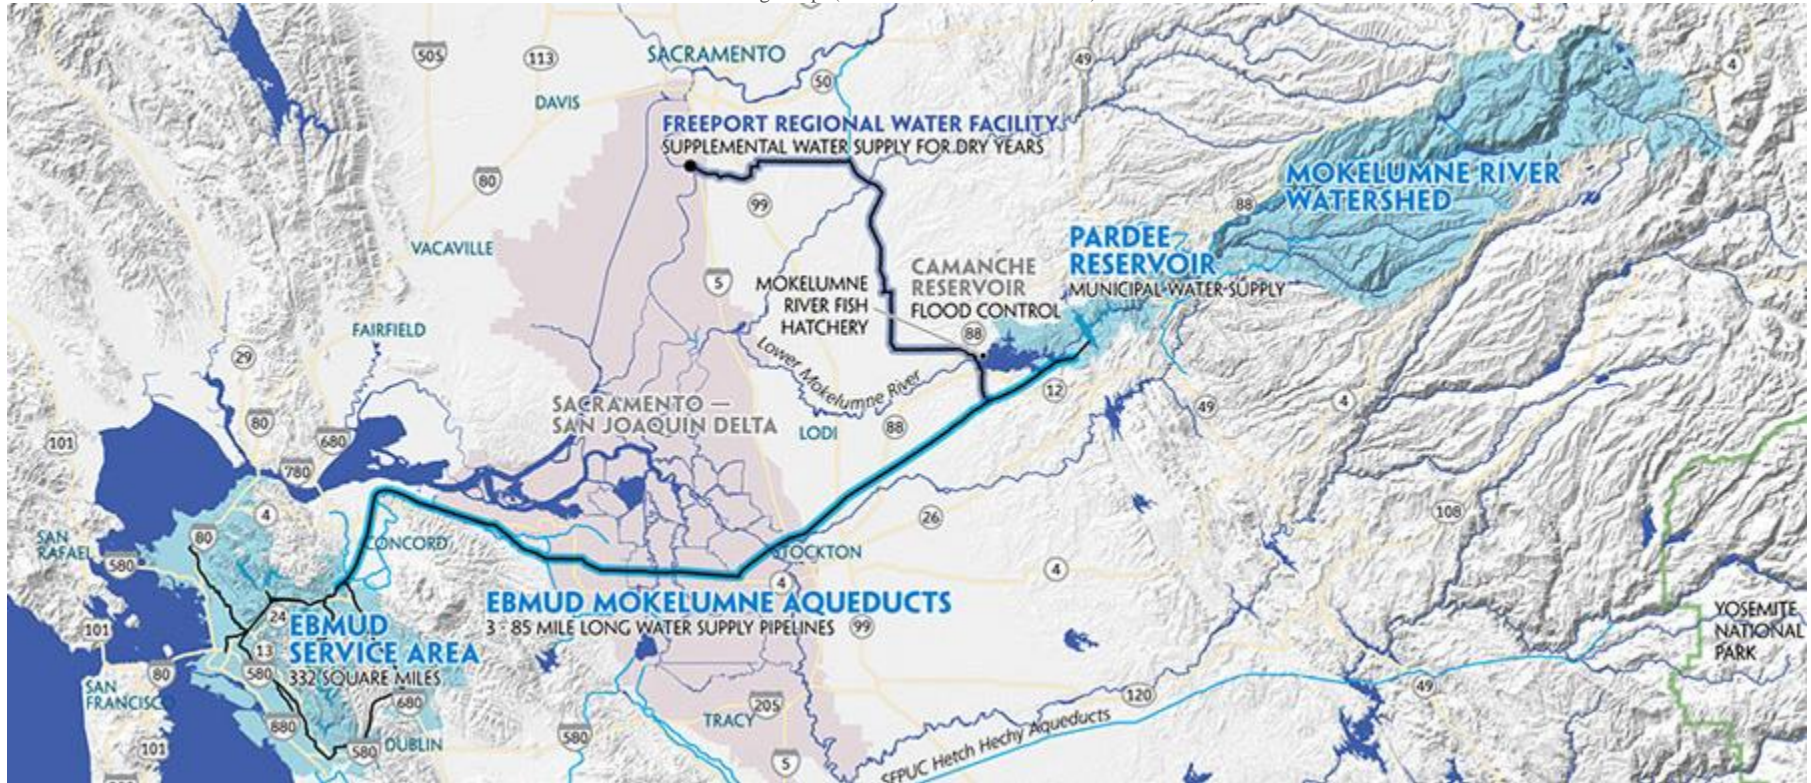 SACRAMENTO
505
113
49
4
50
DAVIS
FREEPORT REGIONAL WATER FACILITY
SUPPLEMENTAL WATER SUPPLY FOR DRY YEARS
80
99
MOKELUMNE RIVER
WATERSHED
88
VACAVILLE
PARDEE
RESERVOIR
MUNICIPAL WATER SUPPLY
CAMANCHE
RESERVOIR
FLOOD CONTROL
5
MOKELUMNE
RIVER FISH
HATCHERY
88
FAIRFIELD
29
Lower Mokelumne River
12
49
4
SACRAMENTO —
SAN JOAQUIN DELTA
LODI
88
80
680
101
780
4
26
108
80
SAN
RAFAEL
580
CONCORD
STOCKTON
4
4
EBMUD MOKELUMNE AQUEDUCTS
3 - 85 MILE LONG WATER SUPPLY PIPELINES
99
24
EBMUD
SERVICE AREA
332 SQUARE MILES
101
13
580
80
YOSEMITE
NATIONAL
PARK
SAN
FRANCISCO
680
880
120
49
TRACY
205
580
580
DUBLIN
101
5
SFPUC Hetch Hechy Aqueducts